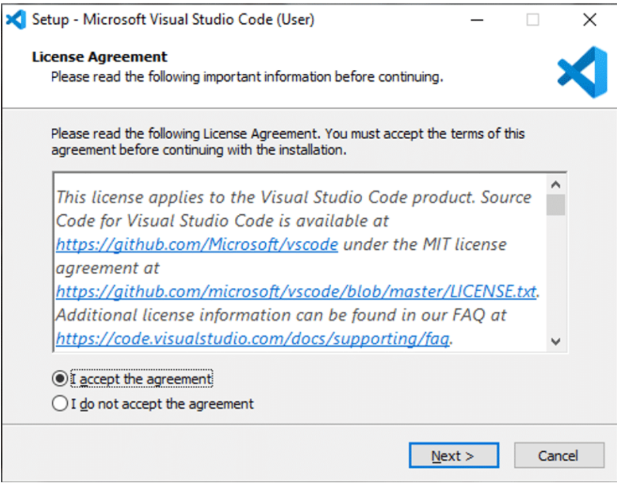 Setup - Microsoft Visual Studio Code (User)
License Agreement
Please read the following important information before continuing.
Please read the following License Agreement. You must accept the terms of this
agreement before continuing with the installation.
This license applies to the Visual Studio Code product. Source
Code for Visual Studio Code is available at
https://github.com/Microsoft/vscode under the MIT license
agreement at
https://github.com/microsoft/vscode/blob/master/LICENSE.txt.
Additional license information can be found in our FAQ at
https://code.visualstudio.com/docs/supporting/faq.
I accept the agreement
I do not accept the agreement
Next >
Cancel